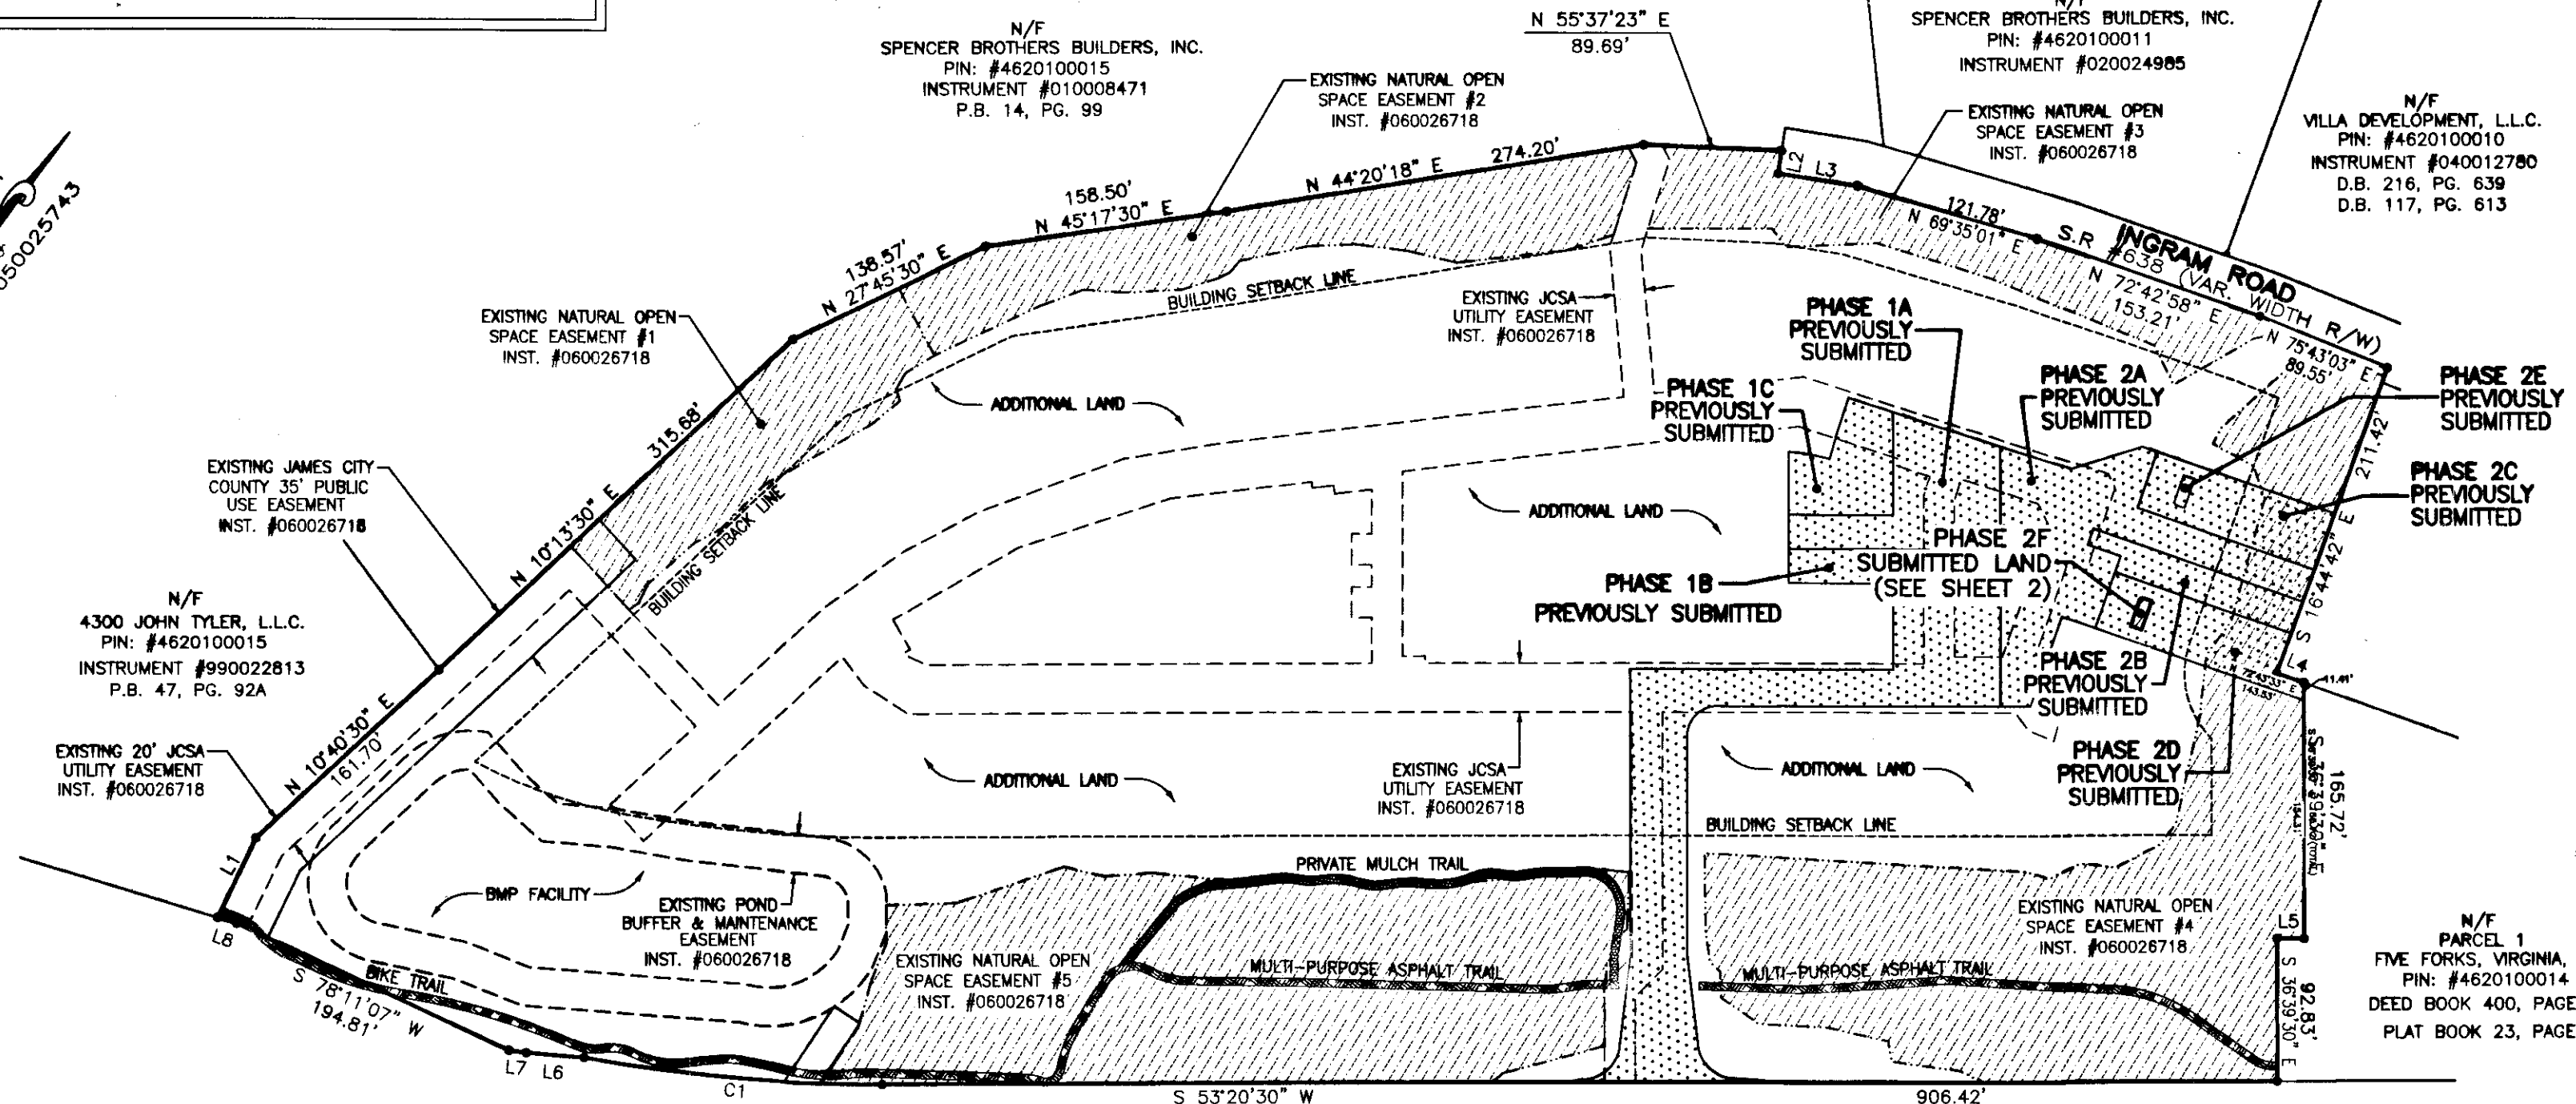 N/F
SPENCER BROTHERS BUILDERS, INC.
PIN: #4620100015
INSTRUMENT #010008471
P.B. 14, PG. 99
N 55°37'23" E
89.69'
N/F
SPENCER BROTHERS BUILDERS, INC.
PIN: #4620100011
INSTRUMENT #020024985
N/F
VILLA DEVELOPMENT, L.L.C.
PIN: #4620100010
INSTRUMENT #040012780
D.B. 216, PG. 639
D.B. 117, PG. 613
EXISTING NATURAL OPEN
SPACE EASEMENT #2
INST. #060026718
EXISTING NATURAL OPEN
SPACE EASEMENT #3
INST. #060026718
050025743
274.20'
N 44°20'18" E
158.50'
N 45°17'30" E
138.57'
N 27°45'30" E
L2
L3
121.78'
N 69°35'01" E
S.R #638 (VAR. WIDTH R/W)
INGRAM ROAD
N 72°42'58" E
153.21'
N 75°43'03" E
89.55'
BUILDING SETBACK LINE
EXISTING JCSA
UTILITY EASEMENT
INST. #060026718
EXISTING NATURAL OPEN
SPACE EASEMENT #1
INST. #060026718
315.68'
N 10°13'30" E
BUILDING SETBACK LINE
ADDITIONAL LAND
PHASE 1A
PREVIOUSLY
SUBMITTED
PHASE 1C
PREVIOUSLY
SUBMITTED
PHASE 2A
PREVIOUSLY
SUBMITTED
PHASE 2E
PREVIOUSLY
SUBMITTED
PHASE 2C
PREVIOUSLY
SUBMITTED
211.42'
S 16°44'42" E
EXISTING JAMES CITY
COUNTY 35' PUBLIC
USE EASEMENT
INST. #060026718
ADDITIONAL LAND
PHASE 2F
SUBMITTED LAND
(SEE SHEET 2)
PHASE 1B
PREVIOUSLY SUBMITTED
N/F
4300 JOHN TYLER, L.L.C.
PIN: #4620100015
INSTRUMENT #990022813
P.B. 47, PG. 92A
PHASE 2B
PREVIOUSLY
SUBMITTED
L4
11.41'
143.53'
N 10°40'30" E
161.70'
EXISTING 20' JCSA
UTILITY EASEMENT
INST. #060026718
ADDITIONAL LAND
EXISTING JCSA
UTILITY EASEMENT
INST. #060026718
ADDITIONAL LAND
PHASE 2D
PREVIOUSLY
SUBMITTED
165.72'
BUILDING SETBACK LINE
L1
PRIVATE MULCH TRAIL
BMP FACILITY
EXISTING POND
BUFFER & MAINTENANCE
EASEMENT
INST. #060026718
EXISTING NATURAL OPEN
SPACE EASEMENT #5
INST. #060026718
MULTI-PURPOSE ASPHALT TRAIL
MULTI-PURPOSE ASPHALT TRAIL
EXISTING NATURAL OPEN
SPACE EASEMENT #4
INST. #060026718
L5
N/F
PARCEL 1
FIVE FORKS, VIRGINIA,
PIN: #4620100014
DEED BOOK 400, PAGE
PLAT BOOK 23, PAGE
L8
BIKE TRAIL
S 78°11'07" W
194.81'
L7
L6
C1
S 53°20'30" W
906.42'
92.83'
S 36°39'30" E